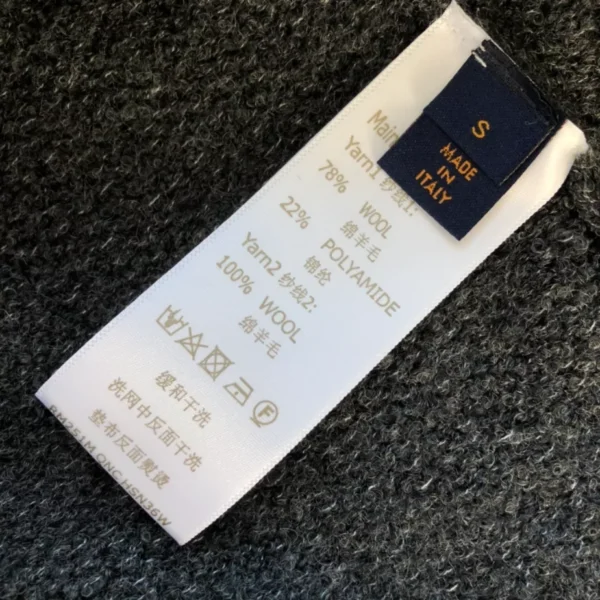 S
MADE
IN
ITALY
Main
Yarn1 纱线1:
78% WOOL
绵羊毛
22% POLYAMIDE
锦纶
Yarn2 纱线2:
100% WOOL
绵羊毛
F
缓和干洗
洗网中反面干洗
垫布反面熨烫
QNC HSN36W